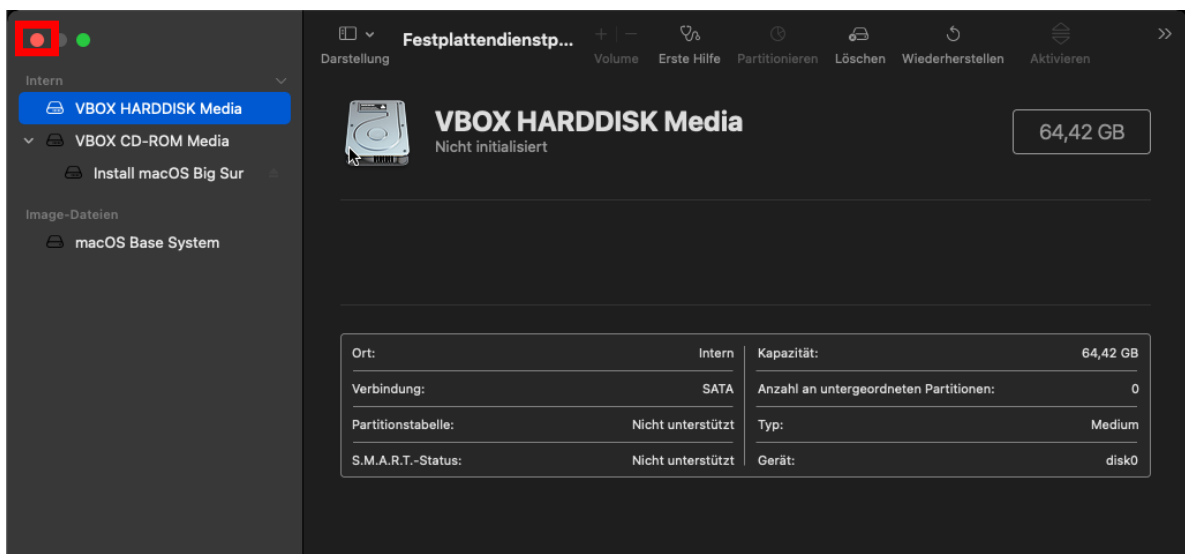 Festplattendienstp...
Darstellung
Volume
Erste Hilfe
Partitionieren
Löschen
Wiederherstellen
Aktivieren
Intern
VBOX HARDDISK Media
VBOX CD-ROM Media
Install macOS Big Sur
Image-Dateien
macOS Base System
VBOX HARDDISK Media
Nicht initialisiert
64,42 GB
Ort: Intern
Kapazität: 64,42 GB
Verbindung: SATA
Anzahl an untergeordneten Partitionen: 0
Partitionstabelle: Nicht unterstützt
Typ: Medium
S.M.A.R.T.-Status: Nicht unterstützt
Gerät: disk0